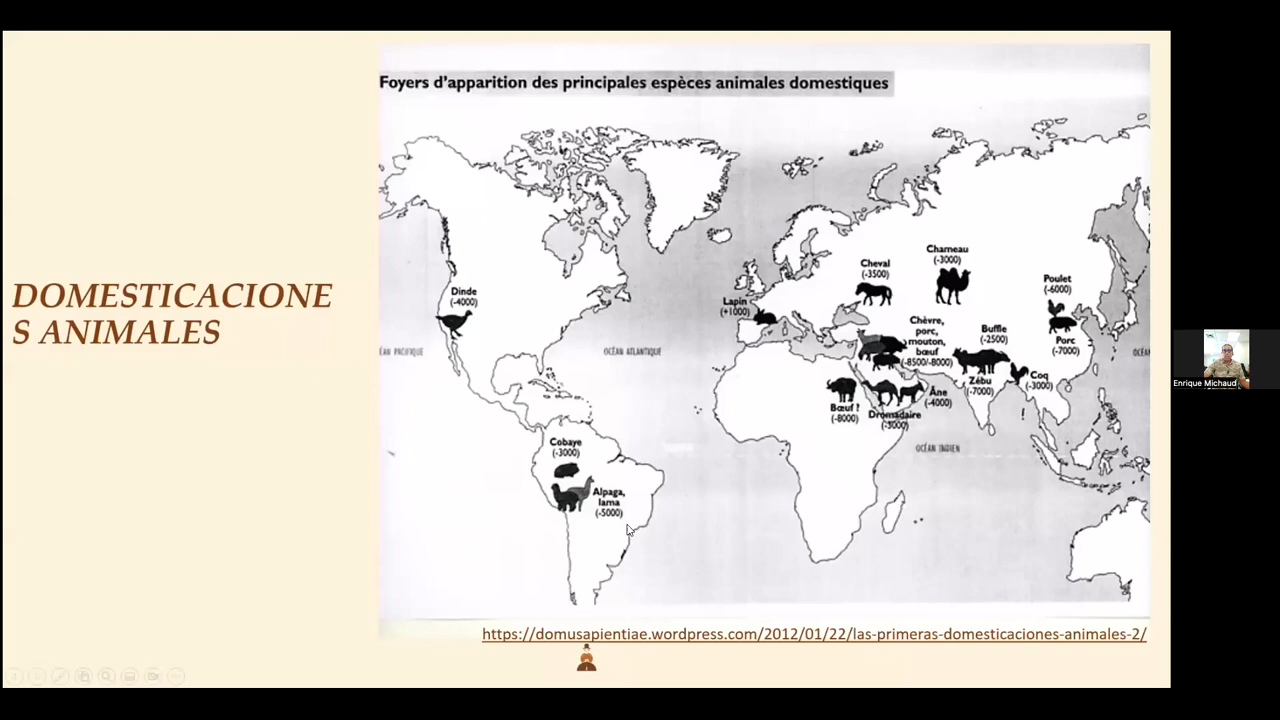 Foyers d'apparition des principales espèces animales domestiques
DOMESTICACIONE
S ANIMALES
Dinde
(-4000)
Lapin
(+1000)
Cheval
(-3500)
Chameau
(-3000)
Poulet
(-6000)
Porc
(-7000)
Chèvre,
porc,
mouton,
bœuf
(-8500/-8000)
Buffle
(-2500)
Zébu
(-7000)
Coq
(-3000)
Âne
(-4000)
Bœuf ?
(-8000)
Dromadaire
(-3000)
Cobaye
(-3000)
Alpaga,
lama
(-5000)
ÉAN PACIFIQUE
OCÉAN ATLANTIQUE
OCÉAN INDIEN
OCÉA
https://domusapientiae.wordpress.com/2012/01/22/las-primeras-domesticaciones-animales-2/
Enrique Michaud